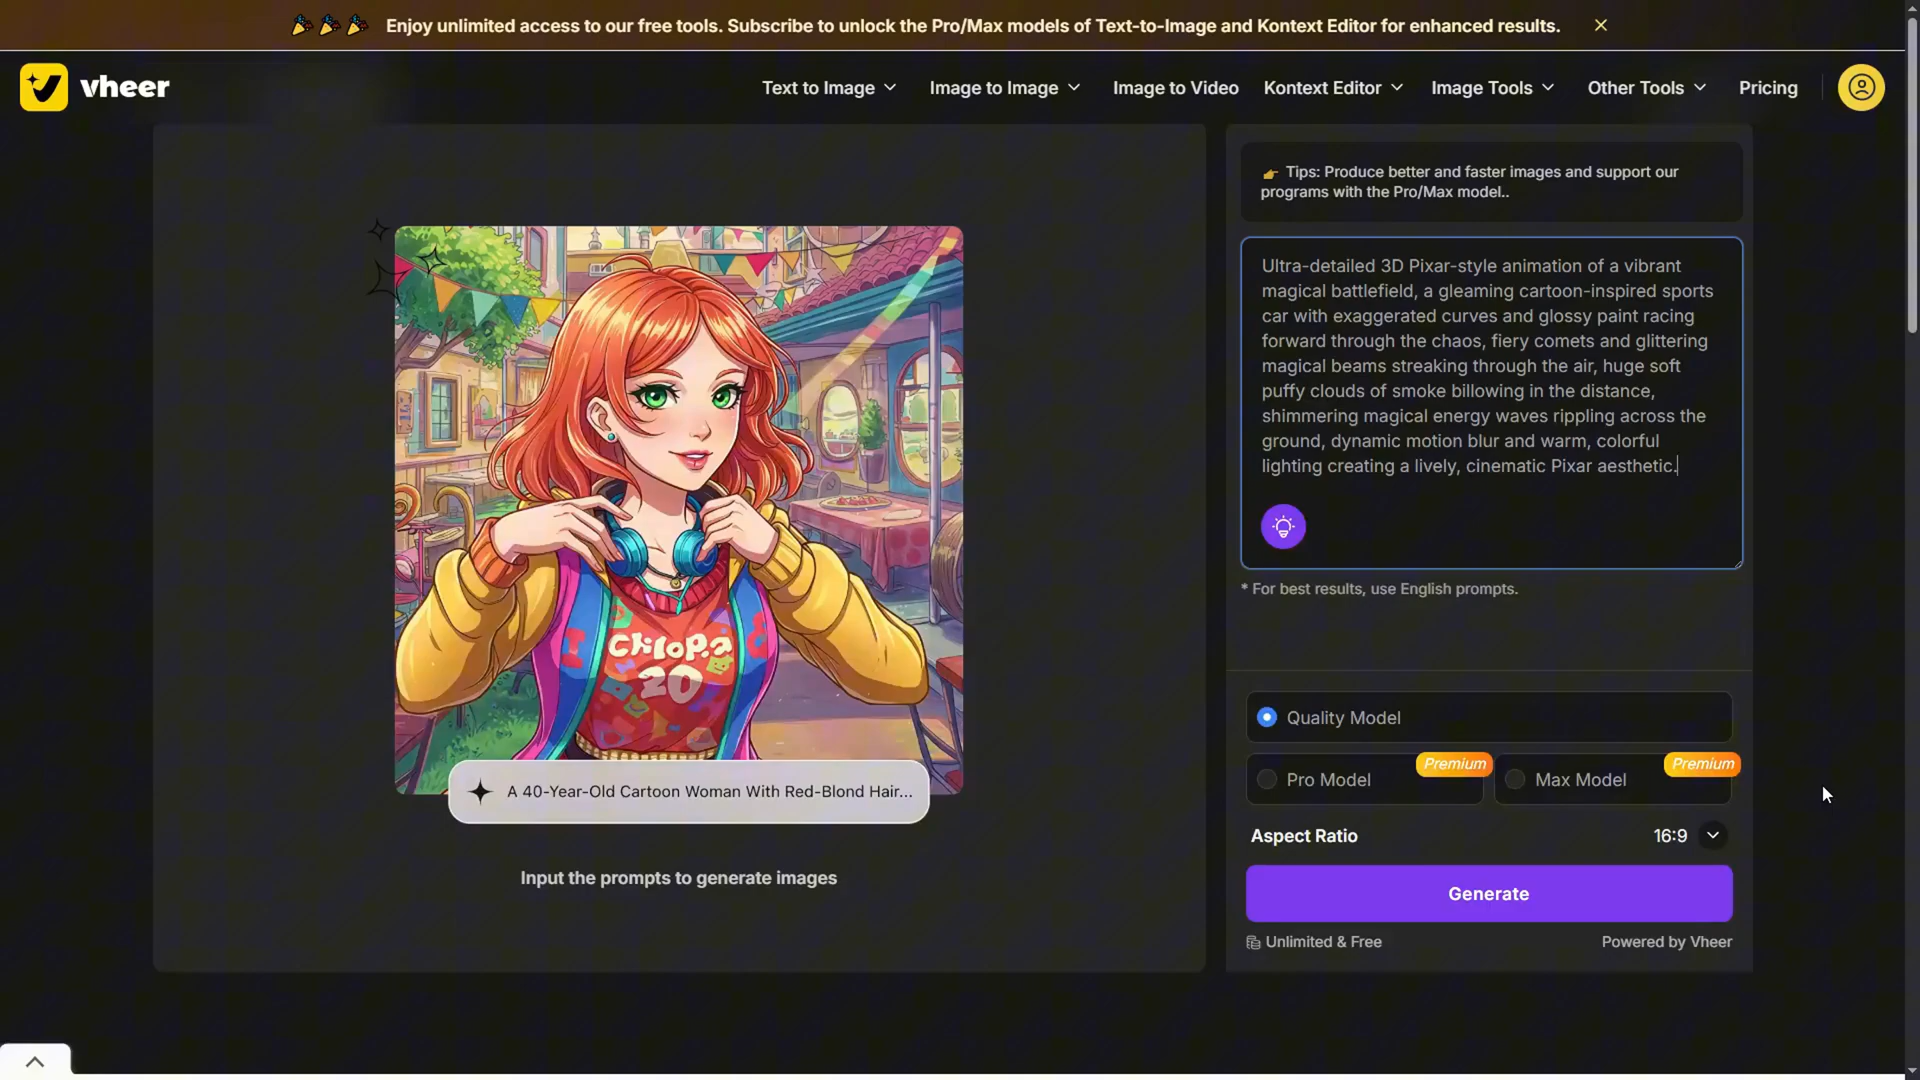 Enjoy unlimited access to our free tools. Subscribe to unlock the Pro/Max models of Text-to-Image and Kontext Editor for enhanced results.
vheer
Text to Image
Image to Image
Image to Video
Kontext Editor
Image Tools
Other Tools
Pricing
Tips: Produce better and faster images and support our
programs with the Pro/Max model..
Ultra-detailed 3D Pixar-style animation of a vibrant
magical battlefield, a gleaming cartoon-inspired sports
car with exaggerated curves and glossy paint racing
forward through the chaos, fiery comets and glittering
magical beams streaking through the air, huge soft
puffy clouds of smoke billowing in the distance,
shimmering magical energy waves rippling across the
ground, dynamic motion blur and warm, colorful
lighting creating a lively, cinematic Pixar aesthetic.
* For best results, use English prompts.
20
A 40-Year-Old Cartoon Woman With Red-Blond Hair...
Input the prompts to generate images
Quality Model
Pro Model
Premium
Max Model
Premium
Aspect Ratio
16:9
Generate
Unlimited & Free
Powered by Vheer